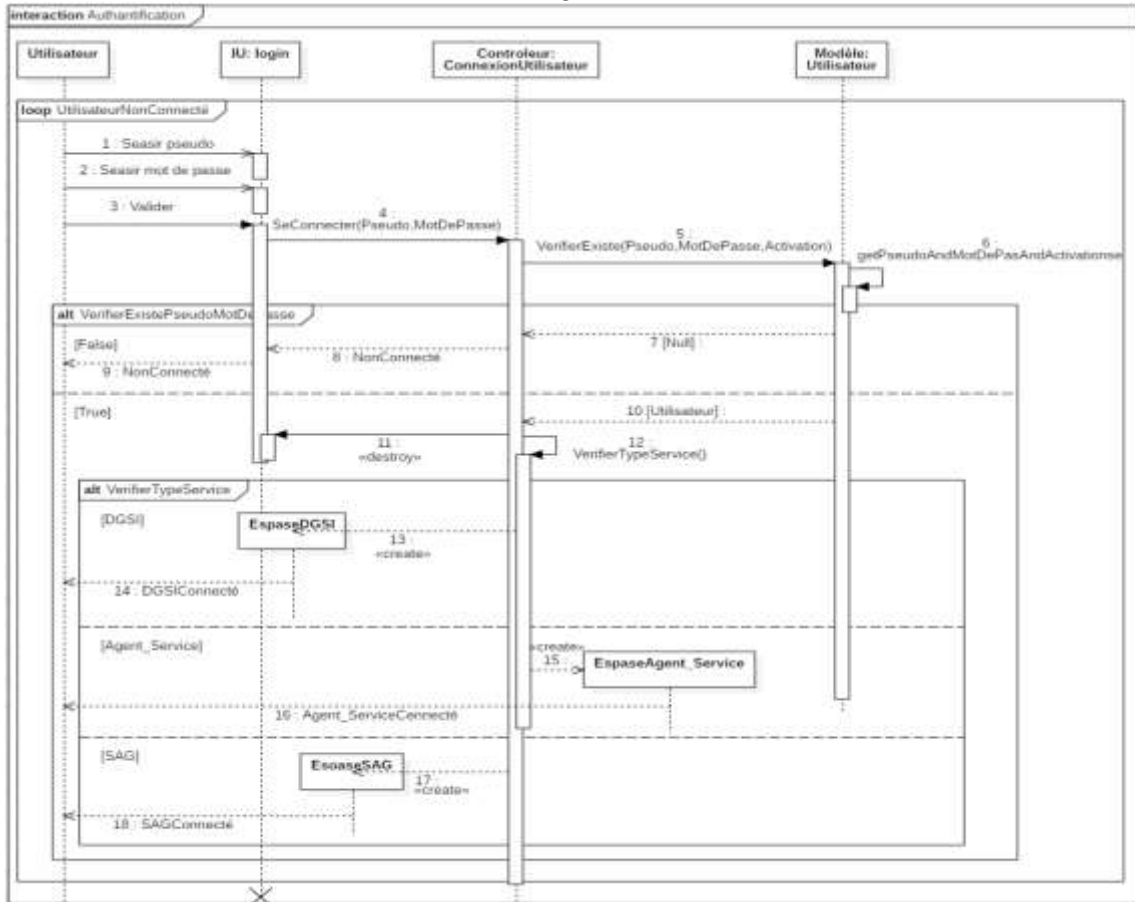 interaction Authantification
Utilisateur
IU: login
Controleur:
ConnexionUtilisateur
Modèle:
Utilisateur
loop UtilisateurNonConnecté
1 : Seasir pseudo
2 : Seasir mot de passe
3 : Valider
4 :
SeConnecter(Pseudo,MotDePasse)
5 :
VerifierExiste(Pseudo,MotDePasse,Activation)
6 :
getPseudoAndMotDePasAndActivationse
alt VerifierExistePseudoMotDePasse
[False]
7 [Null] :
8 : NonConnecté
9 : NonConnecté
[True]
10 [Utilisateur] :
11 :
«destroy»
12 :
VerifierTypeService()
alt VerifierTypeService
[DGSI]
EspaseDGSI
13 :
«create»
14 : DGSIConnecté
[Agent_Service]
«create»
15 :
EspaseAgent_Service
16 : Agent_ServiceCennecté
[SAG]
EsoaseSAG
17 :
«create»
18 : SAGConnecté